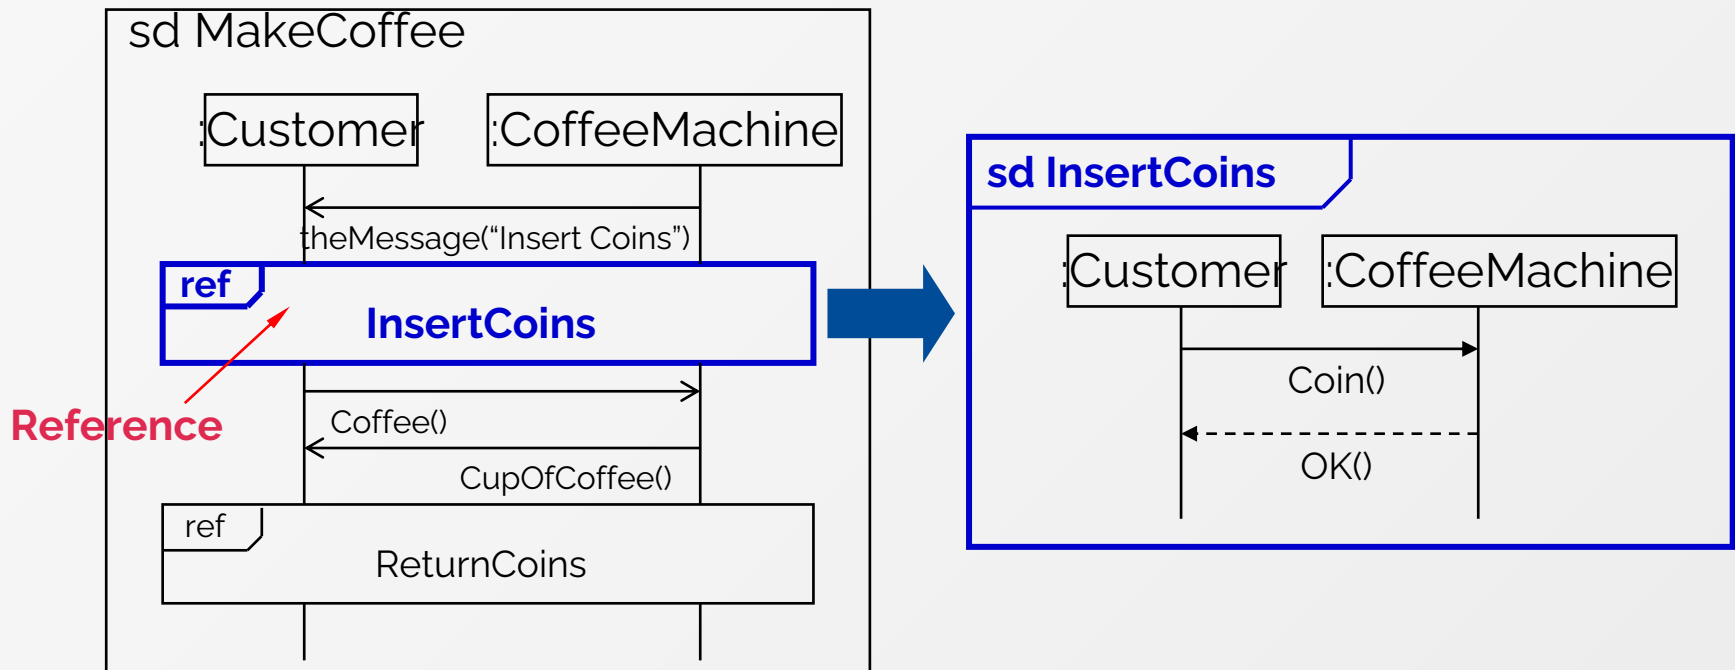 sd MakeCoffee
:Customer
:CoffeeMachine
theMessage(“Insert Coins”)
ref
InsertCoins
Reference
Coffee()
CupOfCoffee()
ref
ReturnCoins
sd InsertCoins
:Customer
:CoffeeMachine
Coin()
OK()